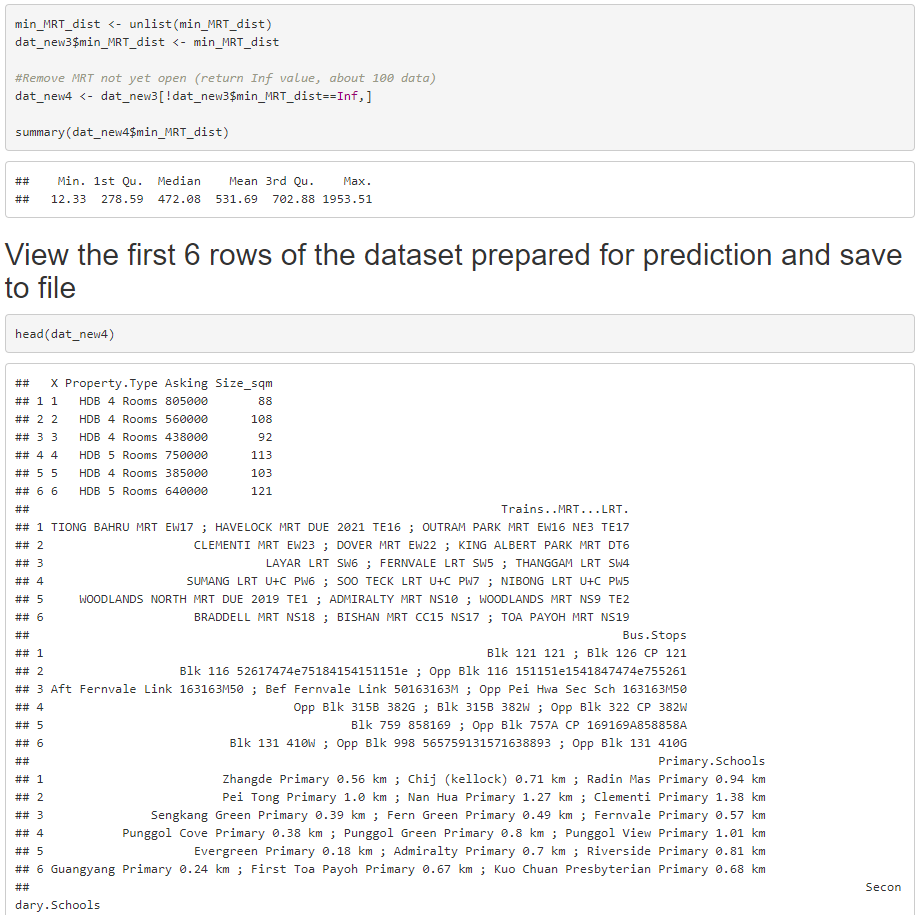 min_MRT_dist <- unlist(min_MRT_dist)
dat_new3$min_MRT_dist <- min_MRT_dist
#Remove MRT not yet open (return Inf value, about 100 data)
dat_new4 <- dat_new3[!dat_new3$min_MRT_dist==Inf,]
summary(dat_new4$min_MRT_dist)
##    Min. 1st Qu.  Median    Mean 3rd Qu.    Max.
##   12.33  278.59  472.08  531.69  702.88 1953.51
View the first 6 rows of the dataset prepared for prediction and save
to file
head(dat_new4)
##   X Property.Type Asking Size_sqm
## 1 1   HDB 4 Rooms 805000       88
## 2 2   HDB 4 Rooms 560000      108
## 3 3   HDB 4 Rooms 438000       92
## 4 4   HDB 5 Rooms 750000      113
## 5 5   HDB 4 Rooms 385000      103
## 6 6   HDB 5 Rooms 640000      121
##                                                                  Trains..MRT...LRT.
## 1 TIONG BAHRU MRT EW17 ; HAVELOCK MRT DUE 2021 TE16 ; OUTRAM PARK MRT EW16 NE3 TE17
## 2                     CLEMENTI MRT EW23 ; DOVER MRT EW22 ; KING ALBERT PARK MRT DT6
## 3                               LAYAR LRT SW6 ; FERNVALE LRT SW5 ; THANGGAM LRT SW4
## 4                    SUMANG LRT U+C PW6 ; SOO TECK LRT U+C PW7 ; NIBONG LRT U+C PW5
## 5     WOODLANDS NORTH MRT DUE 2019 TE1 ; ADMIRALTY MRT NS10 ; WOODLANDS MRT NS9 TE2
## 6                     BRADDELL MRT NS18 ; BISHAN MRT CC15 NS17 ; TOA PAYOH MRT NS19
##                                                                                   Bus.Stops
## 1                                                              Blk 121 121 ; Blk 126 CP 121
## 2                   Blk 116 52617474e75184154151151e ; Opp Blk 116 151151e1541847474e755261
## 3 Aft Fernvale Link 163163M50 ; Bef Fernvale Link 50163163M ; Opp Pei Hwa Sec Sch 163163M50
## 4                                   Opp Blk 315B 382G ; Blk 315B 382W ; Opp Blk 322 CP 382W
## 5                                           Blk 759 858169 ; Opp Blk 757A CP 169169A858858A
## 6                          Blk 131 410W ; Opp Blk 998 565759131571638893 ; Opp Blk 131 410G
##                                                                                        Primary.Schools
## 1                         Zhangde Primary 0.56 km ; Chij (kellock) 0.71 km ; Radin Mas Primary 0.94 km
## 2                         Pei Tong Primary 1.0 km ; Nan Hua Primary 1.27 km ; Clementi Primary 1.38 km
## 3               Sengkang Green Primary 0.39 km ; Fern Green Primary 0.49 km ; Fernvale Primary 0.57 km
## 4           Punggol Cove Primary 0.38 km ; Punggol Green Primary 0.8 km ; Punggol View Primary 1.01 km
## 5                     Evergreen Primary 0.18 km ; Admiralty Primary 0.7 km ; Riverside Primary 0.81 km
## 6 Guangyang Primary 0.24 km ; First Toa Payoh Primary 0.67 km ; Kuo Chuan Presbyterian Primary 0.68 km
##                                                                                                                     Secon
dary.Schools